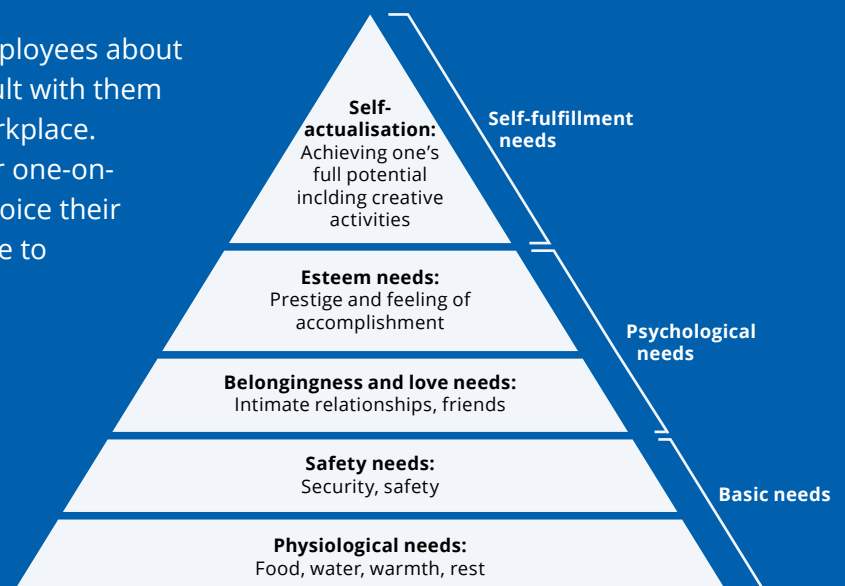 ployees about
ult with them
rkplace.
r one-on-
oice their
e to
Self-
actualisation:
Achieving one's
full potential
inclding creative
activities
Self-fulfillment
needs
Esteem needs:
Prestige and feeling of
accomplishment
Psychological
needs
Belongingness and love needs:
Intimate relationships, friends
Safety needs:
Security, safety
Basic needs
Physiological needs:
Food, water, warmth, rest